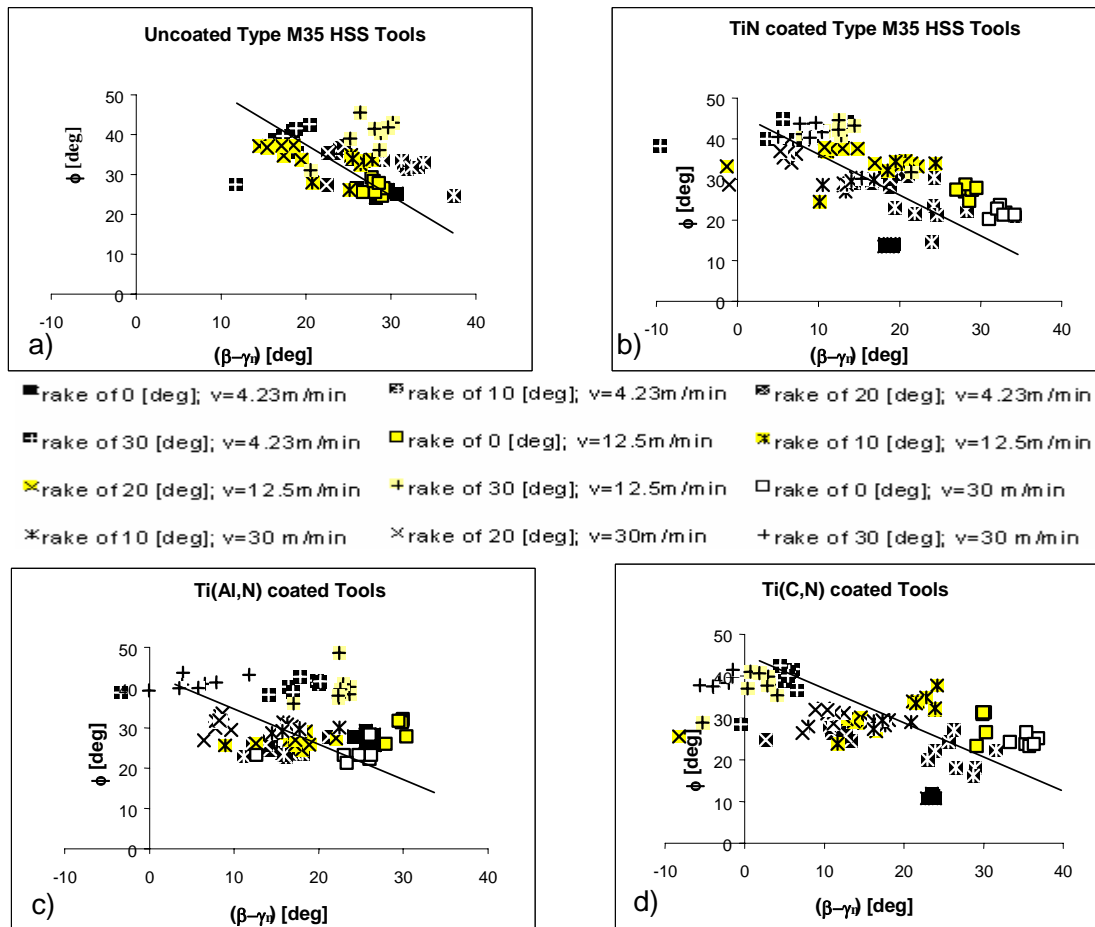 Uncoated Type M35 HSS Tools
50
40
30
20
10
0
-10 0 10 20 30 40
ϕ [deg]
(β−γn) [deg]
a)
TiN coated Type M35 HSS Tools
50
40
30
20
10
0
-10 0 10 20 30 40
ϕ [deg]
(β−γn) [deg]
b)
rake of 0 [deg]; v=4.23m/min rake of 10 [deg]; v=4.23m/min rake of 20 [deg]; v=4.23m/min
rake of 30 [deg]; v=4.23m/min rake of 0 [deg]; v=12.5m/min rake of 10 [deg]; v=12.5m/min
rake of 20 [deg]; v=12.5m/min rake of 30 [deg]; v=12.5m/min rake of 0 [deg]; v=30 m/min
rake of 10 [deg]; v=30 m/min rake of 20 [deg]; v=30m/min rake of 30 [deg]; v=30 m/min
Ti(Al,N) coated Tools
50
40
30
20
10
0
-10 0 10 20 30 40
ϕ [deg]
(β−γn) [deg]
c)
Ti(C,N) coated Tools
50
40
30
20
10
0
-10 0 10 20 30 40
ϕ [deg]
(β−γn) [deg]
d)